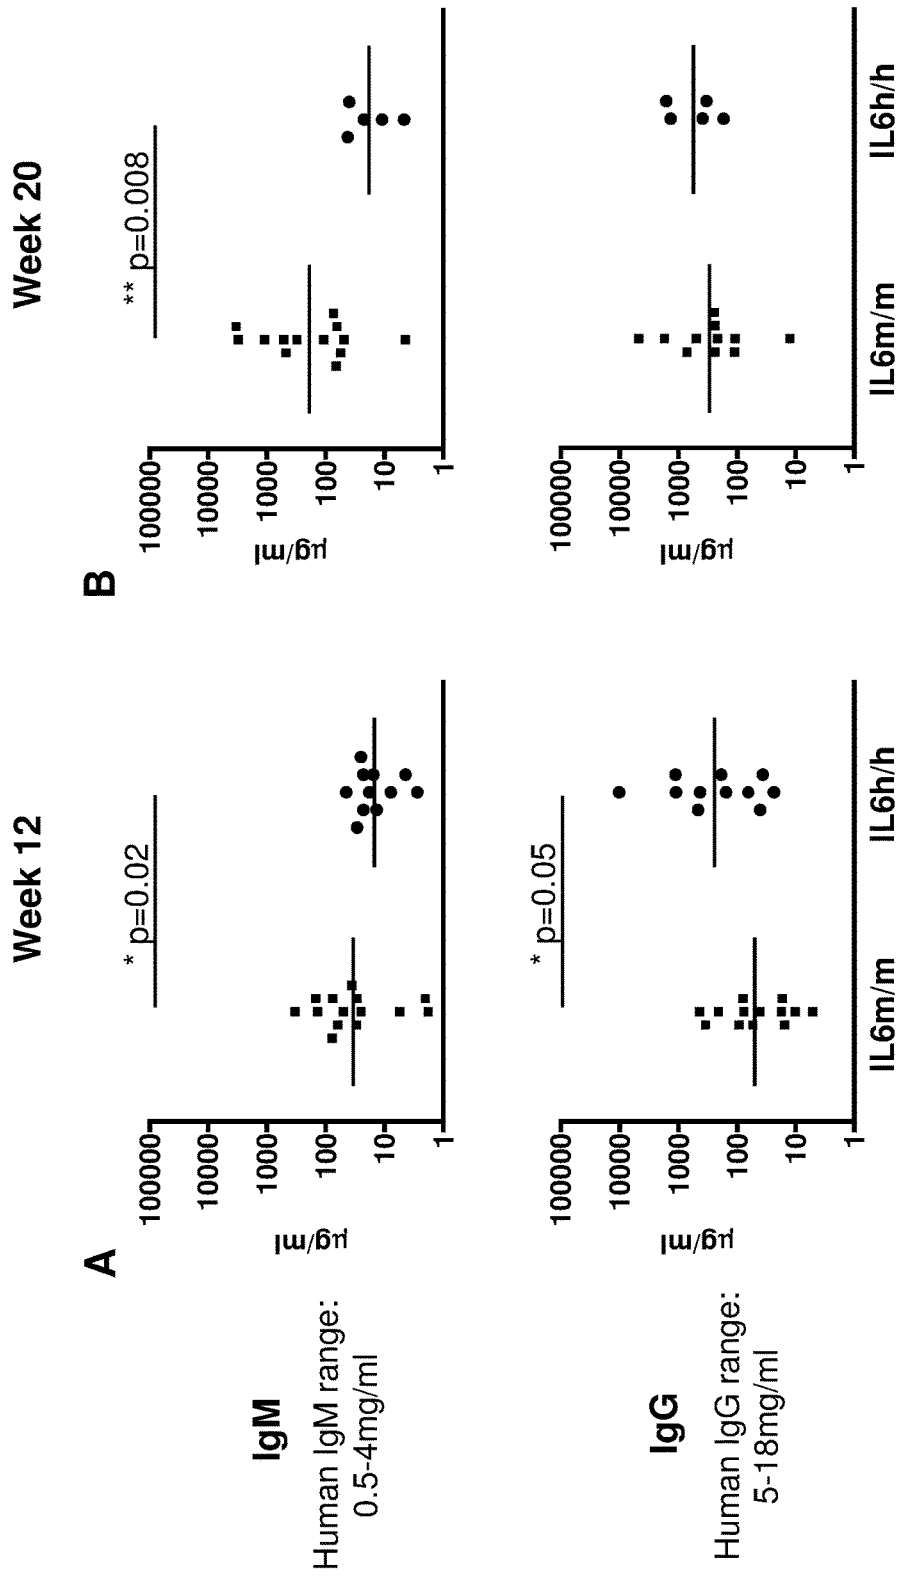 Week 12
Week 20
A
B
IgM
Human IgM range:
0.5-4mg/ml
µg/ml
100000
10000
1000
100
10
1
* p=0.02
µg/ml
100000
10000
1000
100
10
1
** p=0.008
IgG
Human IgG range:
5-18mg/ml
µg/ml
100000
10000
1000
100
10
1
* p=0.05
IL6m/m
IL6h/h
µg/ml
100000
10000
1000
100
10
1
IL6m/m
IL6h/h